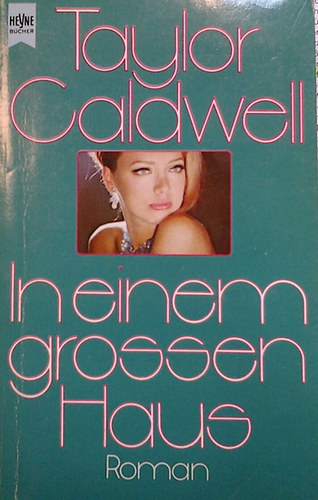 HEYNE
BÜCHER
Taylor
Caldwell
In einem
grossen
Haus
Roman